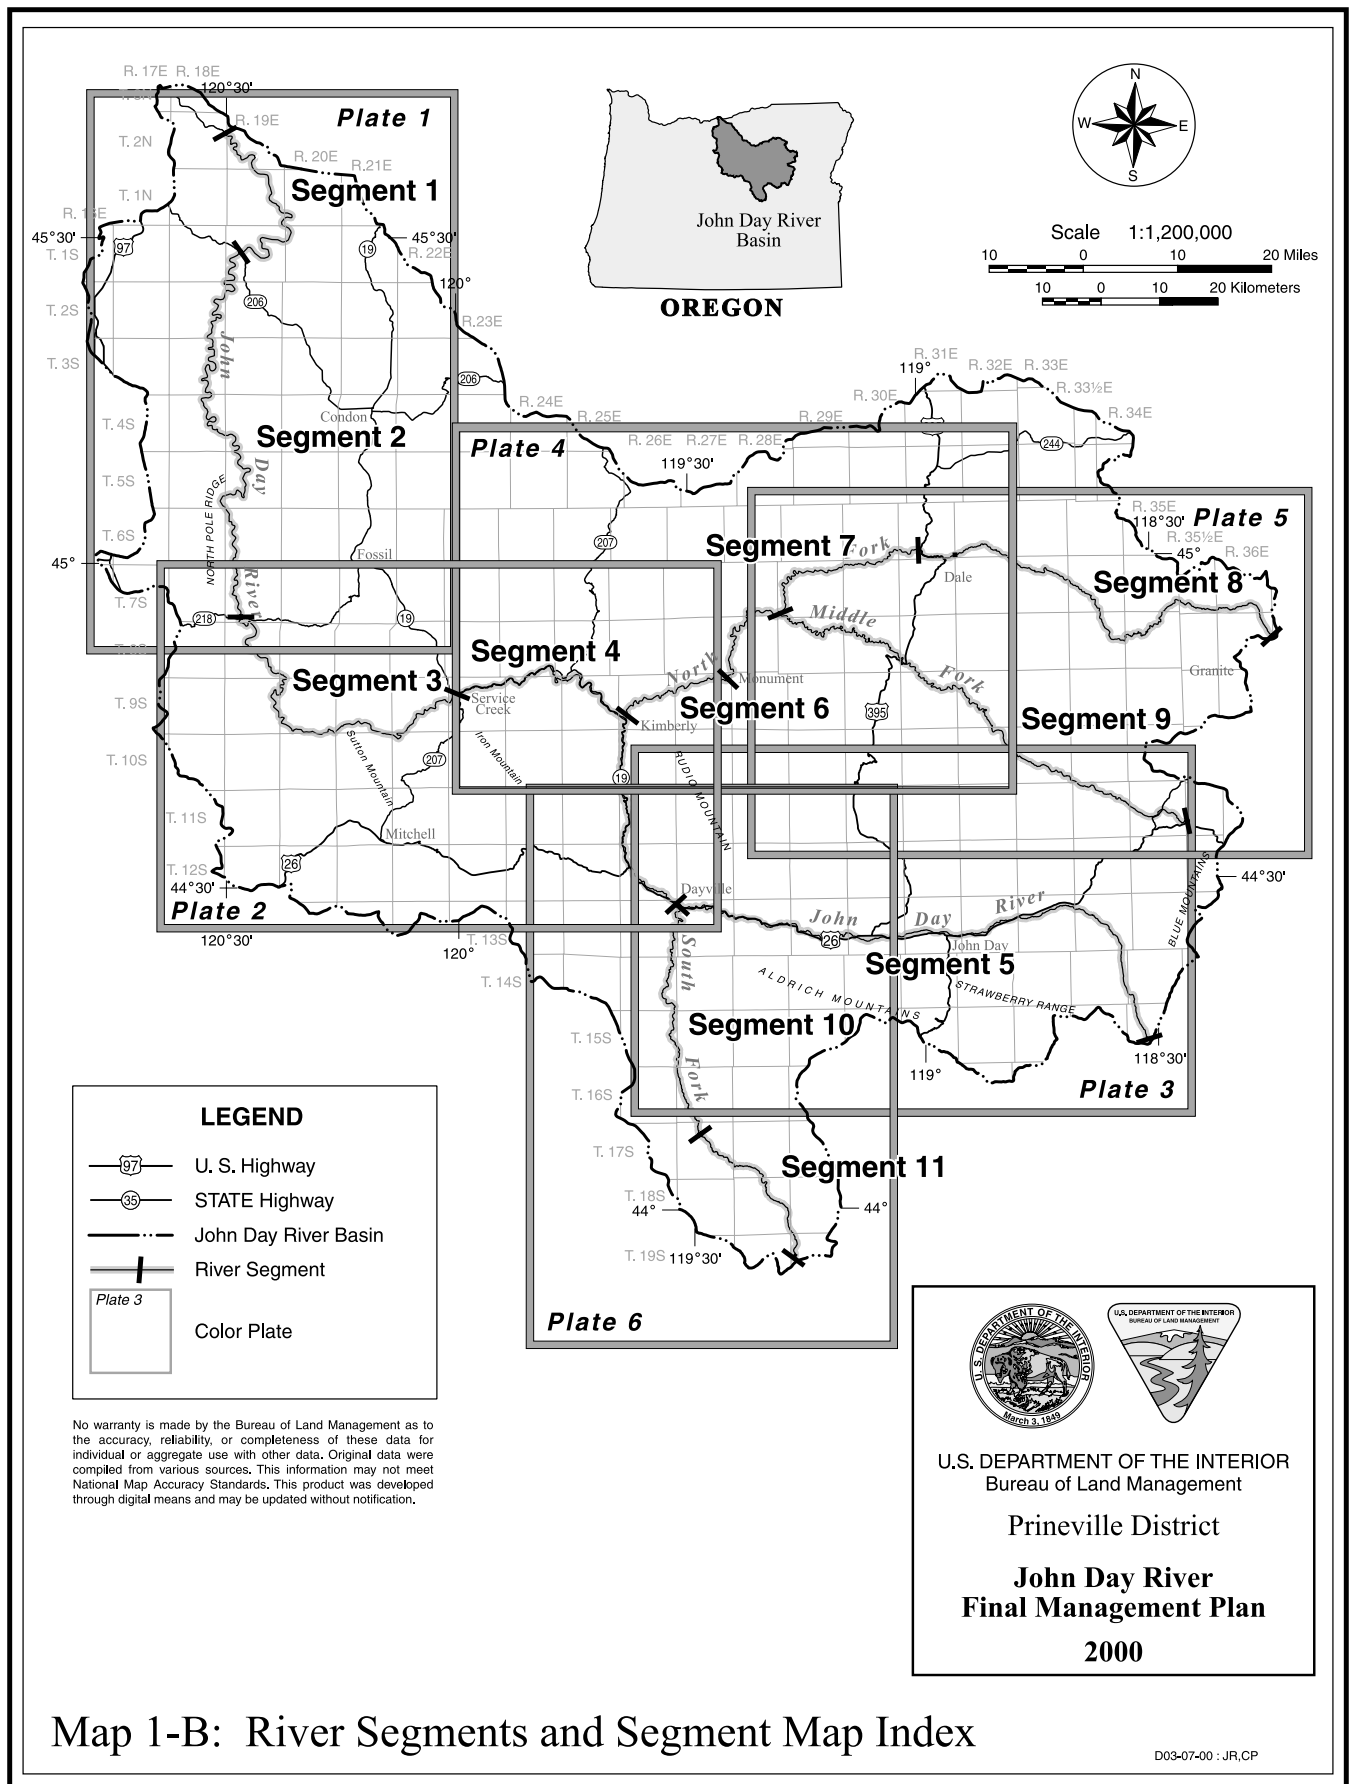 R. 17E R. 18E
120°30'
Plate 1
R. 19E
T. 2N
R. 20E
R.21E
Segment 1
T. 1N
45°30'
97
T. 1S
19
45°30'
R. 22E
120°
T. 2S
206
R.23E
T. 3S
John
206
R. 24E
R. 25E
T. 4S
Condon
Segment 2
Day
T. 5S
NORTH POLE RIDGE
T. 6S
45°
Fossil
River
T. 7S
218
19
John Day River
Basin
OREGON
N
W
E
S
Scale 1:1,200,000
10 0 10 20 Miles
10 0 10 20 Kilometers
R. 31E
119°
R. 32E
R. 33E
R. 33½E
R. 34E
R. 30E
R. 29E
R. 26E R. 27E R. 28E
119°30'
244
Plate 4
Plate 5
R. 35E
118°30'
R. 35½E
45°
R. 36E
207
Segment 7
Fork
Dale
Segment 8
Middle
Fork
Granite
Segment 4
Segment 3
Service
Creek
North
Monument
Segment 6
Kimberly
395
Segment 9
T. 9S
T. 10S
Sutton Mountain
207
Iron Mountain
19
RUDIO MOUNTAIN
T. 11S
Mitchell
T. 12S
44°30'
26
Plate 2
120°30'
120°
T. 13S
T. 14S
Dayville
John Day River
26
John Day
Segment 5
BLUE MOUNTAINS
44°30'
South
Fork
ALDRICH MOUNTAINS
STRAWBERRY RANGE
Segment 10
T. 15S
119°
118°30'
Plate 3
T. 16S
T. 17S
Segment 11
T. 18S
44°
44°
T. 19S
119°30'
Plate 6
LEGEND
97
U. S. Highway
35
STATE Highway
John Day River Basin
River Segment
Plate 3
Color Plate
No warranty is made by the Bureau of Land Management as to
the accuracy, reliability, or completeness of these data for
individual or aggregate use with other data. Original data were
compiled from various sources. This information may not meet
National Map Accuracy Standards. This product was developed
through digital means and may be updated without notification.
U.S. DEPARTMENT OF THE INTERIOR
March 3, 1849
U.S. DEPARTMENT OF THE INTERIOR
BUREAU OF LAND MANAGEMENT
U.S. DEPARTMENT OF THE INTERIOR
Bureau of Land Management
Prineville District
John Day River
Final Management Plan
2000
Map 1-B: River Segments and Segment Map Index
D03-07-00 : JR,CP